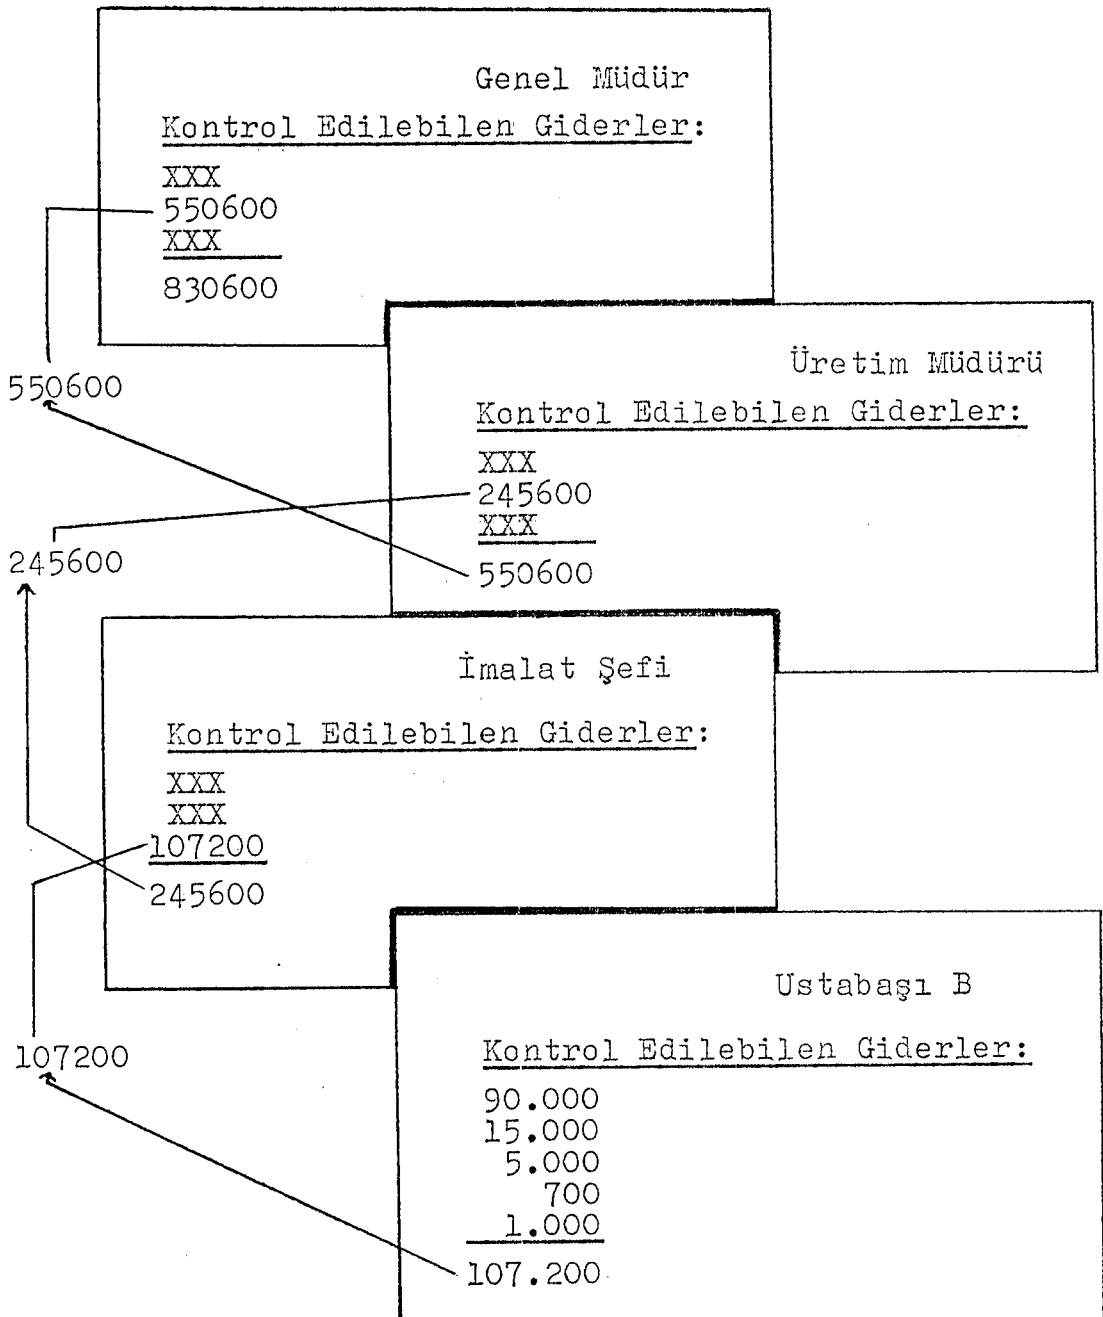 Genel Müdür
Kontrol Edilebilen Giderler:
XXX
550600
XXX
830600
550600
Üretim Müdürü
Kontrol Edilebilen Giderler:
XXX
245600
XXX
550600
245600
İmalat Şefi
Kontrol Edilebilen Giderler:
XXX
XXX
107200
245600
107200
Ustabaşı B
Kontrol Edilebilen Giderler:
90.000
15.000
5.000
700
1.000
107.200